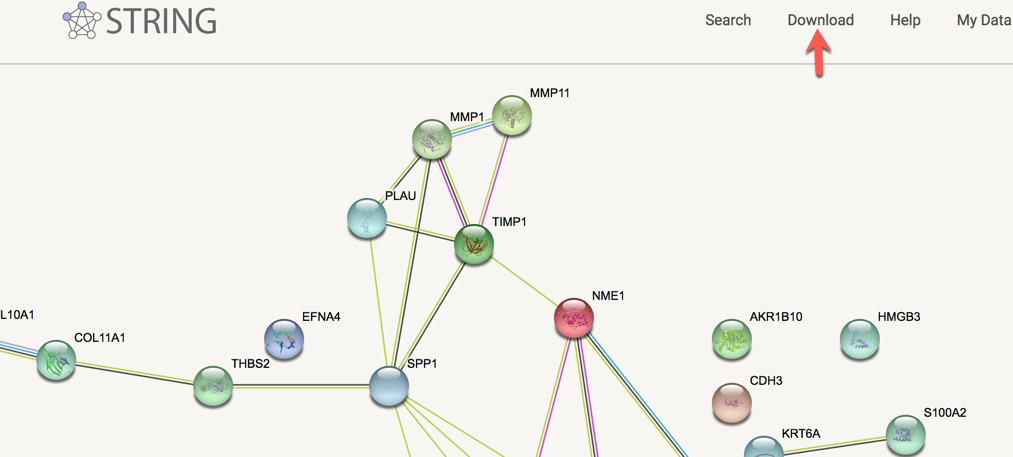 STRING
Search
Download
Help
My Data
MMP11
MMP1
PLAU
TIMP1
NME1
L10A1
EFNA4
AKR1B10
HMGB3
COL11A1
THBS2
SPP1
CDH3
S100A2
KRT6A